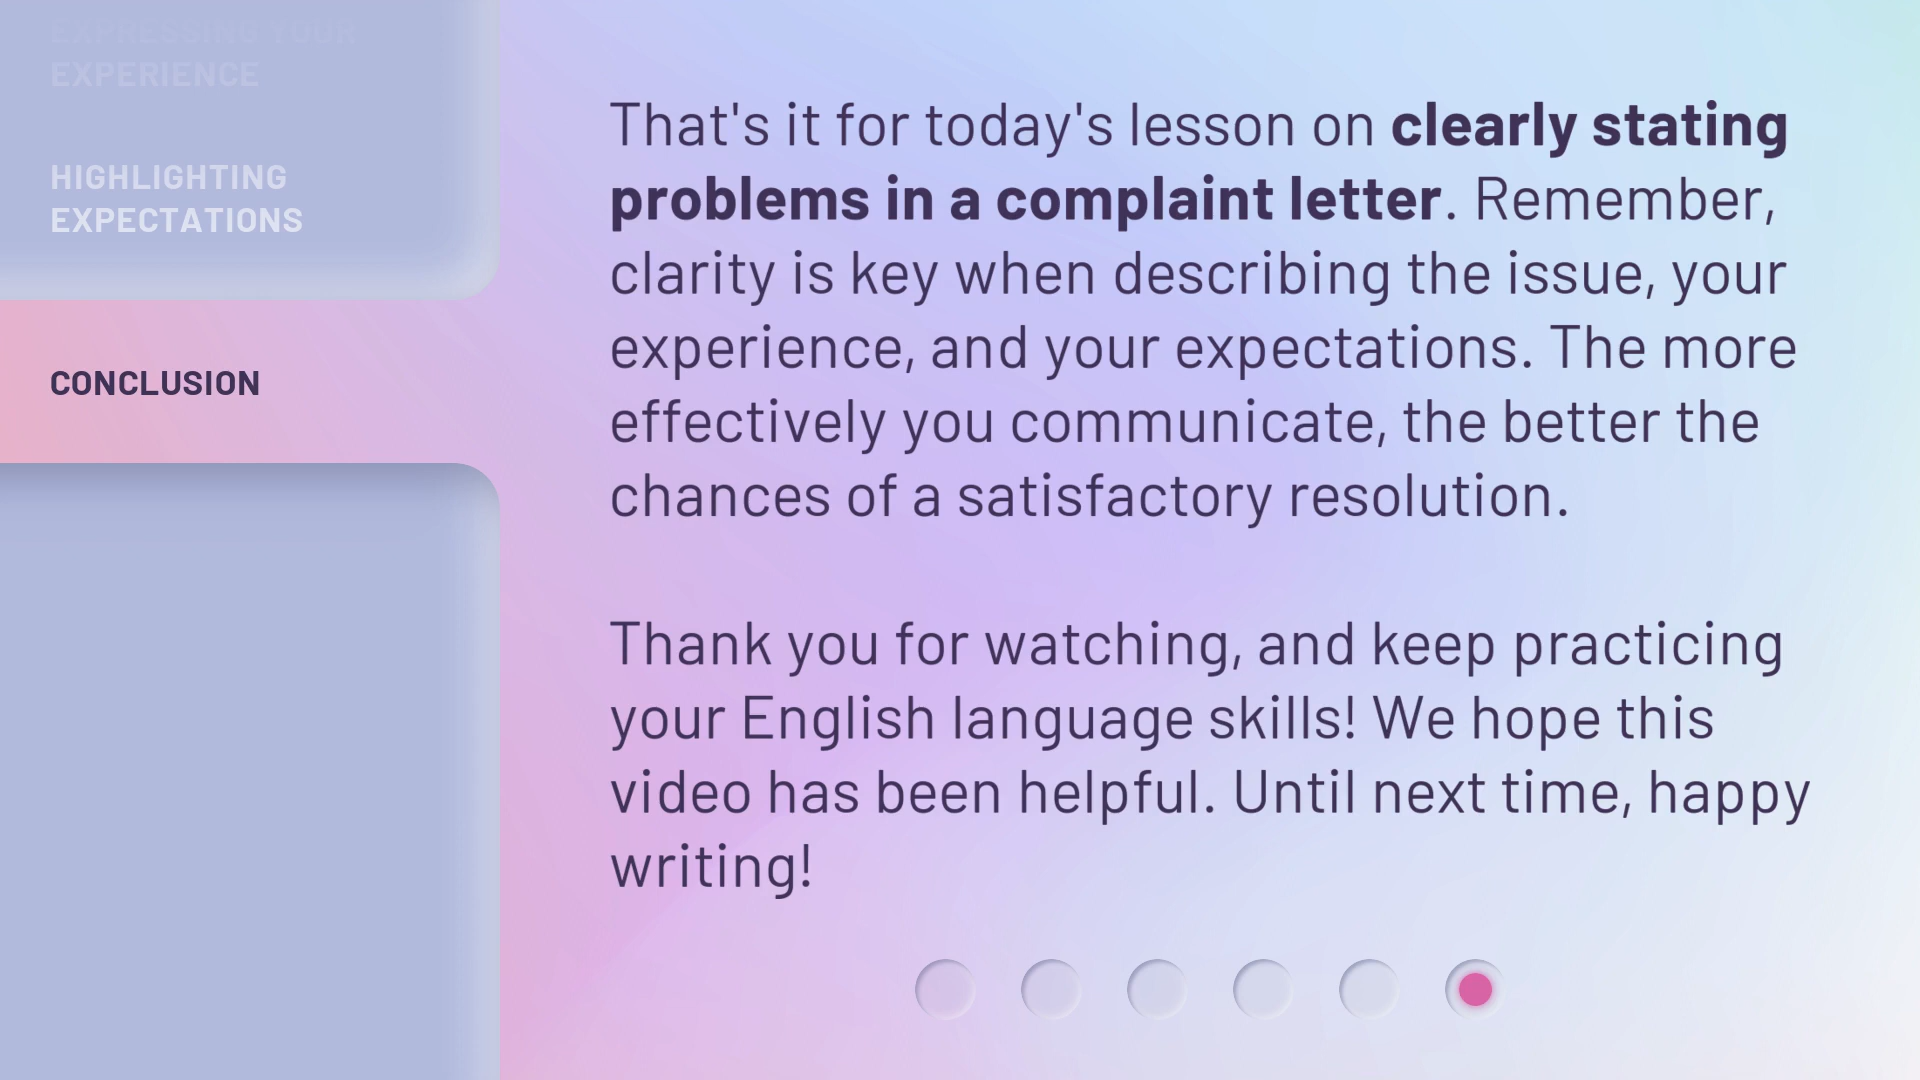 EXPRESSING YOUR
EXPERIENCE
HIGHLIGHTING
EXPECTATIONS
CONCLUSION
That's it for today's lesson on clearly stating
problems in a complaint letter. Remember,
clarity is key when describing the issue, your
experience, and your expectations. The more
effectively you communicate, the better the
chances of a satisfactory resolution.
Thank you for watching, and keep practicing
your English language skills! We hope this
video has been helpful. Until next time, happy
writing!